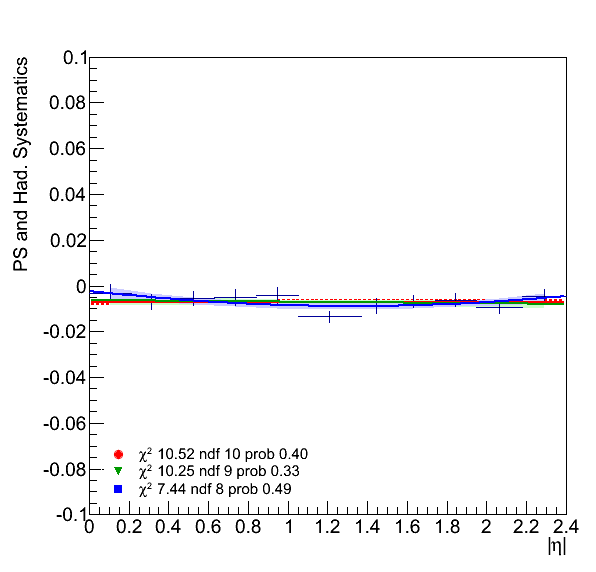 PS and Had. Systematics
0.1
0.08
0.06
0.04
0.02
0
-0.02
-0.04
-0.06
-0.08
-0.1
χ² 10.52 ndf 10 prob 0.40
χ² 10.25 ndf 9 prob 0.33
χ² 7.44 ndf 8 prob 0.49
0 0.2 0.4 0.6 0.8 1 1.2 1.4 1.6 1.8 2 2.2 2.4
|η|